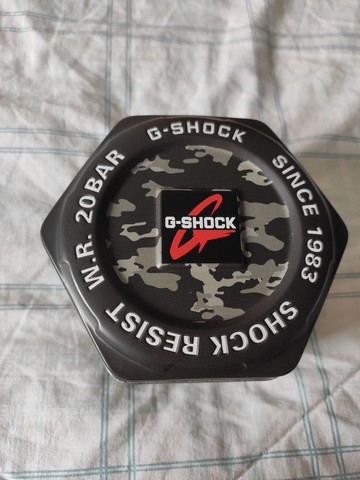 G-SHOCK
SINCE 1983
SHOCK RESIST
W.R. 20BAR
G-SHOCK